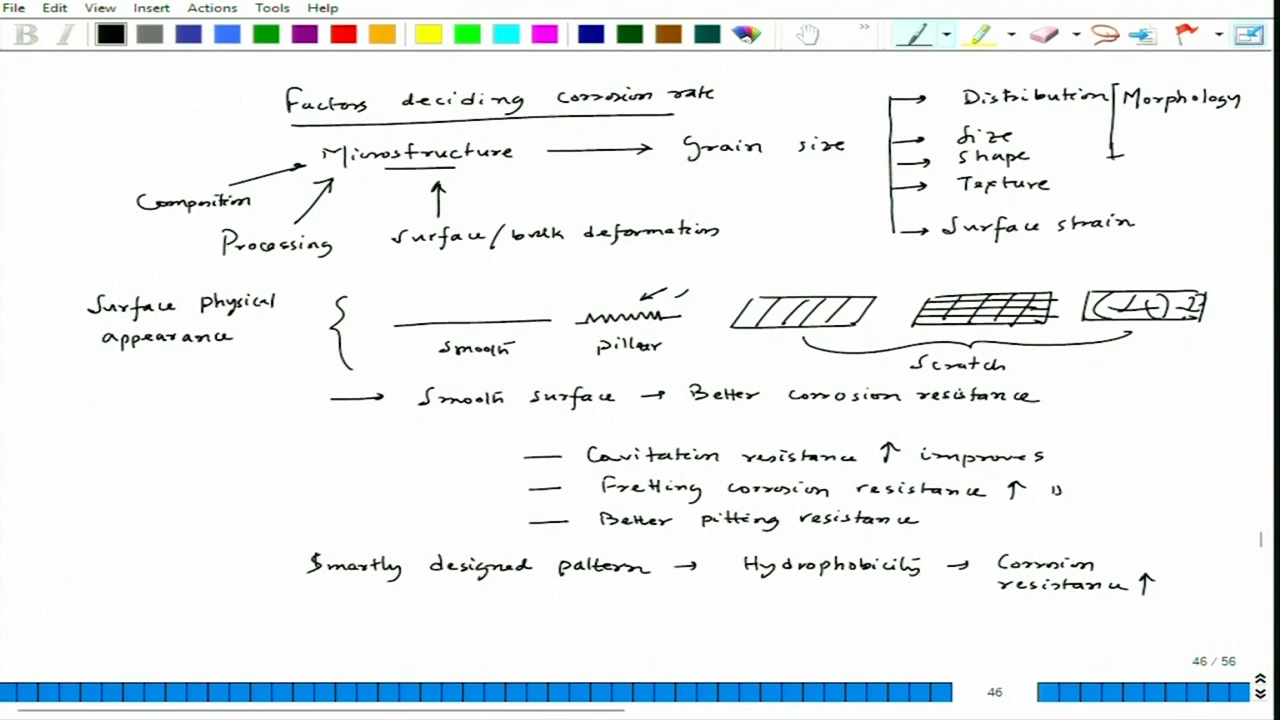 File Edit View Insert Actions Tools Help
B I
Factors deciding corrosion rate
Microstructure → Grain size
Distribution
Morphology
Size
Shape
Texture
Surface strain
Composition
Processing
Surface/bulk deformation
Surface physical appearance
Smooth
pillar
Scratch
→ Smooth surface → Better corrosion resistance
— Cavitation resistance ↑ improves
— Fretting corrosion resistance ↑ "
— Better pitting resistance
Smartly designed pattern → Hydrophobicity → Corrosion resistance ↑
46 / 56
46